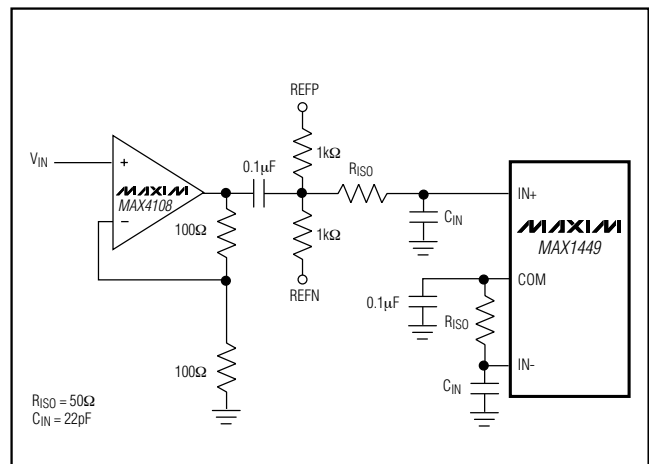 REFP
V_IN
+
MAXIM
MAX4108
−
0.1µF
1kΩ
R_ISO
100Ω
1kΩ
C_IN
IN+
MAXIM
MAX1449
REFN
COM
0.1µF
R_ISO
IN-
100Ω
C_IN
R_ISO = 50Ω
C_IN = 22pF